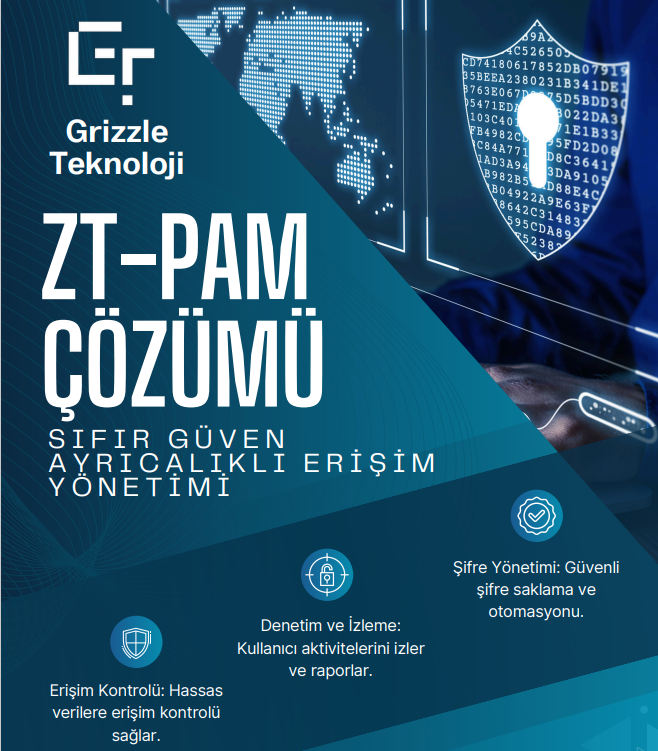 Grizzle
Teknoloji
ZT-PAM
ÇÖZÜMÜ
SIFIR GÜVEN
AYRICALIKLI ERİŞİM
YÖNETİMİ
Şifre Yönetimi: Güvenli
şifre saklama ve
otomasyonu.
Denetim ve İzleme:
Kullanıcı aktivitelerini izler
ve raporlar.
Erişim Kontrolü: Hassas
verilere erişim kontrolü
sağlar.